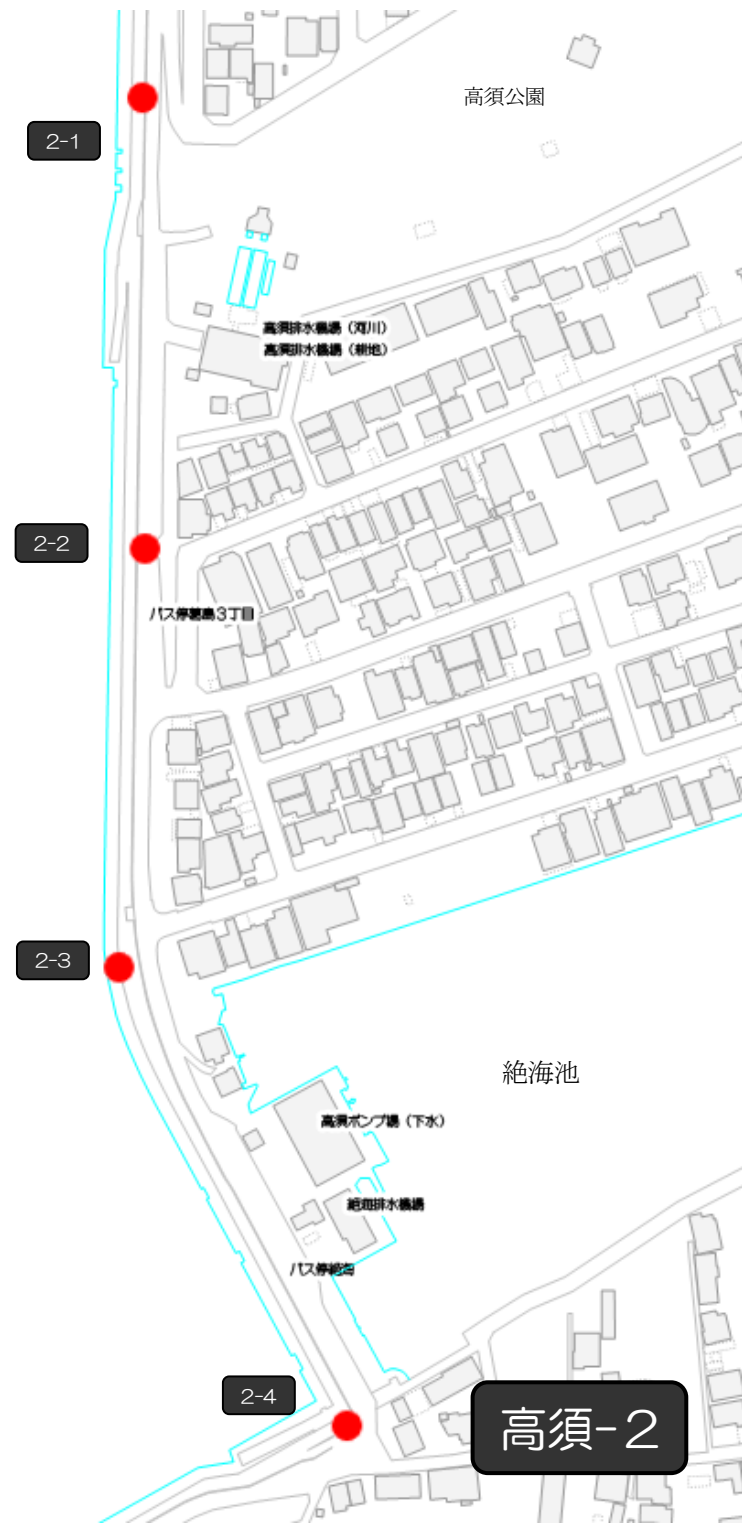 高須公園
2-1
高須排水機場（河川）
高須排水機場（耕地）
2-2
バス停葛島３丁目
2-3
絶海池
高須ポンプ場（下水）
絶海排水機場
バス停絶海
2-4
高須-2